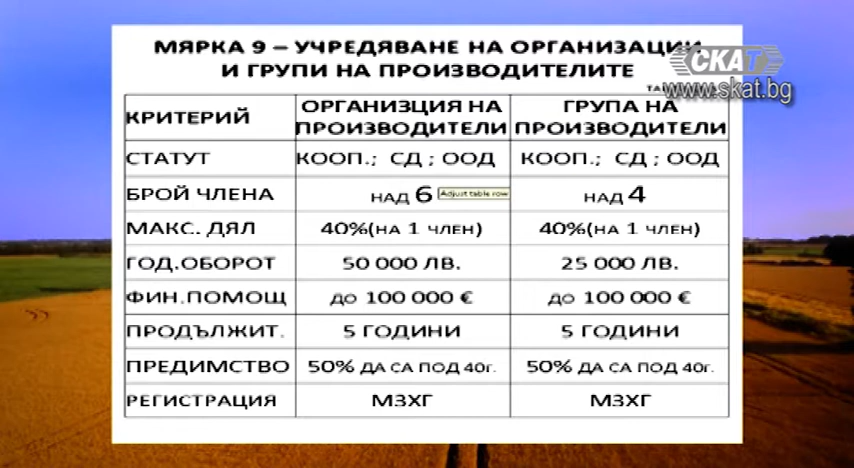 МЯРКА 9 – УЧРЕДЯВАНЕ НА ОРГАНИЗАЦИИ
И ГРУПИ НА ПРОИЗВОДИТЕЛИТЕ
СКАТ
www.skat.bg
КРИТЕРИЙ ОРГАНИЗЦИЯ НА ПРОИЗВОДИТЕЛИ ГРУПА НА ПРОИЗВОДИТЕЛИ
СТАТУТ КООП.; СД ; ООД КООП.; СД ; ООД
БРОЙ ЧЛЕНА НАД 6 Adjust table row НАД 4
МАКС. ДЯЛ 40%(НА 1 ЧЛЕН) 40%(НА 1 ЧЛЕН)
ГОД.ОБОРОТ 50 000 ЛВ. 25 000 ЛВ.
ФИН.ПОМОЩ ДО 100 000 € ДО 100 000 €
ПРОДЪЛЖИТ. 5 ГОДИНИ 5 ГОДИНИ
ПРЕДИМСТВО 50% ДА СА ПОД 40г. 50% ДА СА ПОД 40г.
РЕГИСТРАЦИЯ МЗХГ МЗХГ